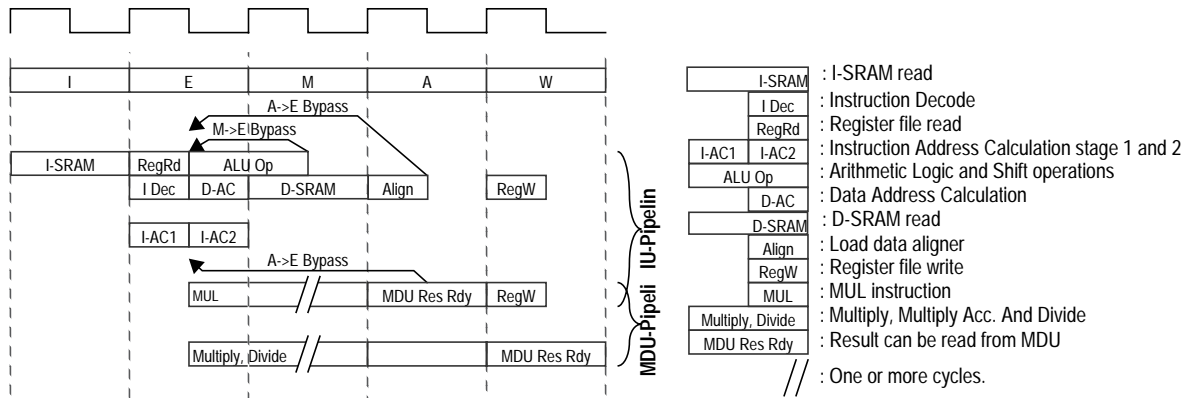 I E M A W
A->E Bypass
M->E Bypass
I-SRAM RegRd ALU Op
I Dec D-AC D-SRAM Align RegW
I-AC1 I-AC2
A->E Bypass
MUL MDU Res Rdy RegW
Multiply, Divide MDU Res Rdy
IU-Pipelin
MDU-Pipeli
I-SRAM : I-SRAM read
I Dec : Instruction Decode
RegRd : Register file read
I-AC1 I-AC2 : Instruction Address Calculation stage 1 and 2
ALU Op : Arithmetic Logic and Shift operations
D-AC : Data Address Calculation
D-SRAM : D-SRAM read
Align : Load data aligner
RegW : Register file write
MUL : MUL instruction
Multiply, Divide : Multiply, Multiply Acc. And Divide
MDU Res Rdy : Result can be read from MDU
: One or more cycles.